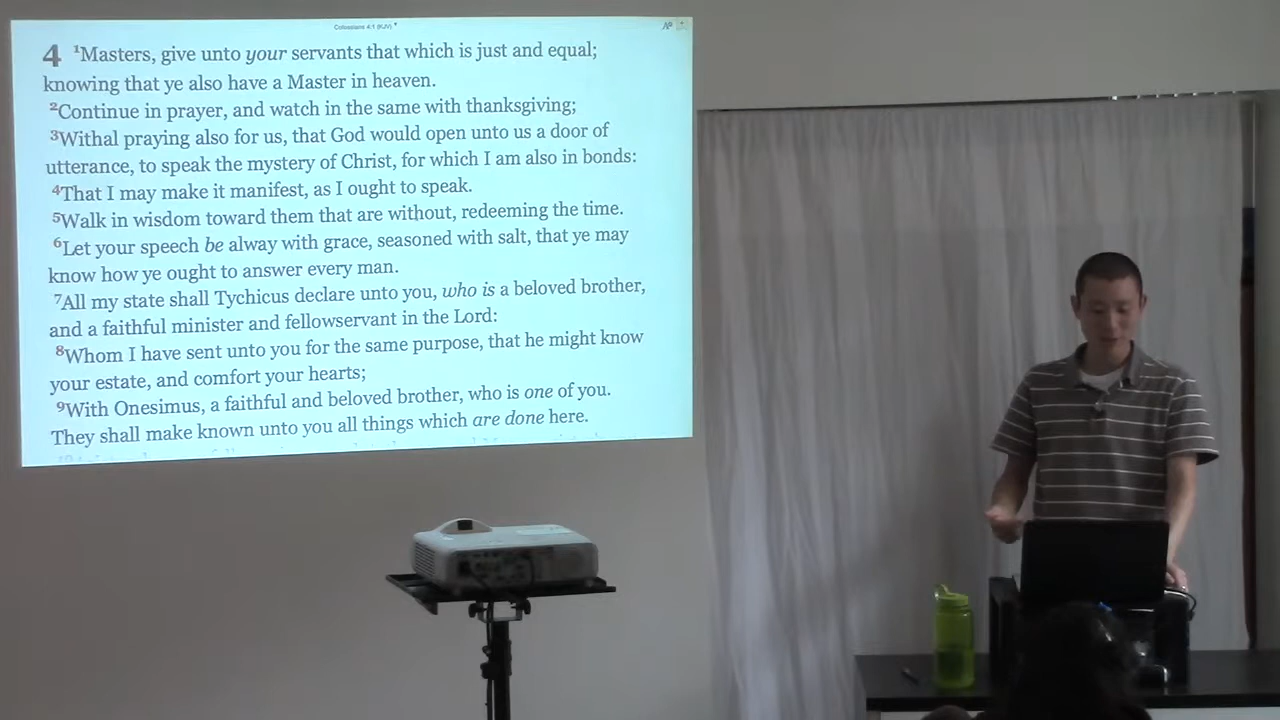 Colossians 4:1 (KJV)
4 ¹Masters, give unto your servants that which is just and equal;
knowing that ye also have a Master in heaven.
²Continue in prayer, and watch in the same with thanksgiving;
³Withal praying also for us, that God would open unto us a door of
utterance, to speak the mystery of Christ, for which I am also in bonds:
⁴That I may make it manifest, as I ought to speak.
⁵Walk in wisdom toward them that are without, redeeming the time.
⁶Let your speech be alway with grace, seasoned with salt, that ye may
know how ye ought to answer every man.
⁷All my state shall Tychicus declare unto you, who is a beloved brother,
and a faithful minister and fellowservant in the Lord:
⁸Whom I have sent unto you for the same purpose, that he might know
your estate, and comfort your hearts;
⁹With Onesimus, a faithful and beloved brother, who is one of you.
They shall make known unto you all things which are done here.